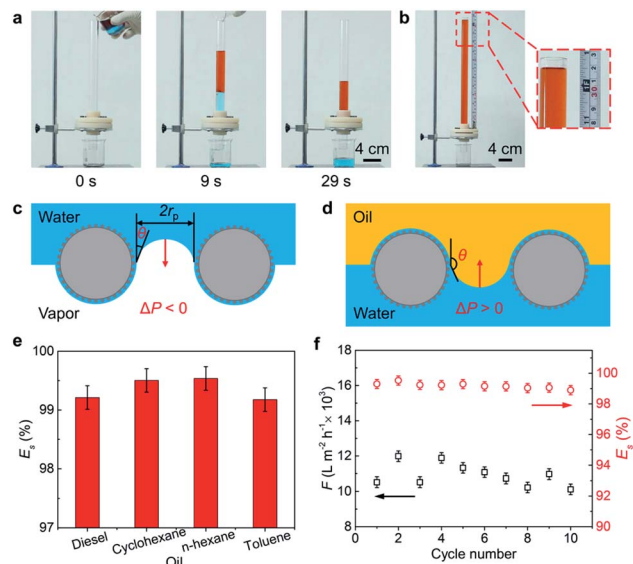 a
b
4 cm
4 cm
0 s
9 s
29 s
c
Water
2rₚ
θ
ΔP < 0
Vapor
d
Oil
θ
ΔP > 0
Water
e
100
99
98
97
Eₛ (%)
Diesel
Cyclohexane
n-hexane
Toluene
Oil
f
18
16
14
12
10
8
F (L m⁻² h⁻¹× 10³)
100
98
96
94
92
90
Eₛ (%)
0 2 4 6 8 10
Cycle number